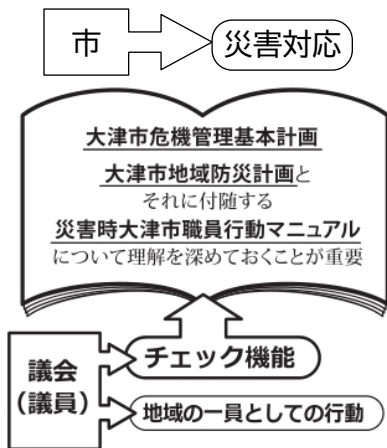 市
災害対応
大津市危機管理基本計画
大津市地域防災計画と
それに付随する
災害時大津市職員行動マニュアル
について理解を深めておくことが重要
チェック機能
議会
(議員)
地域の一員としての行動